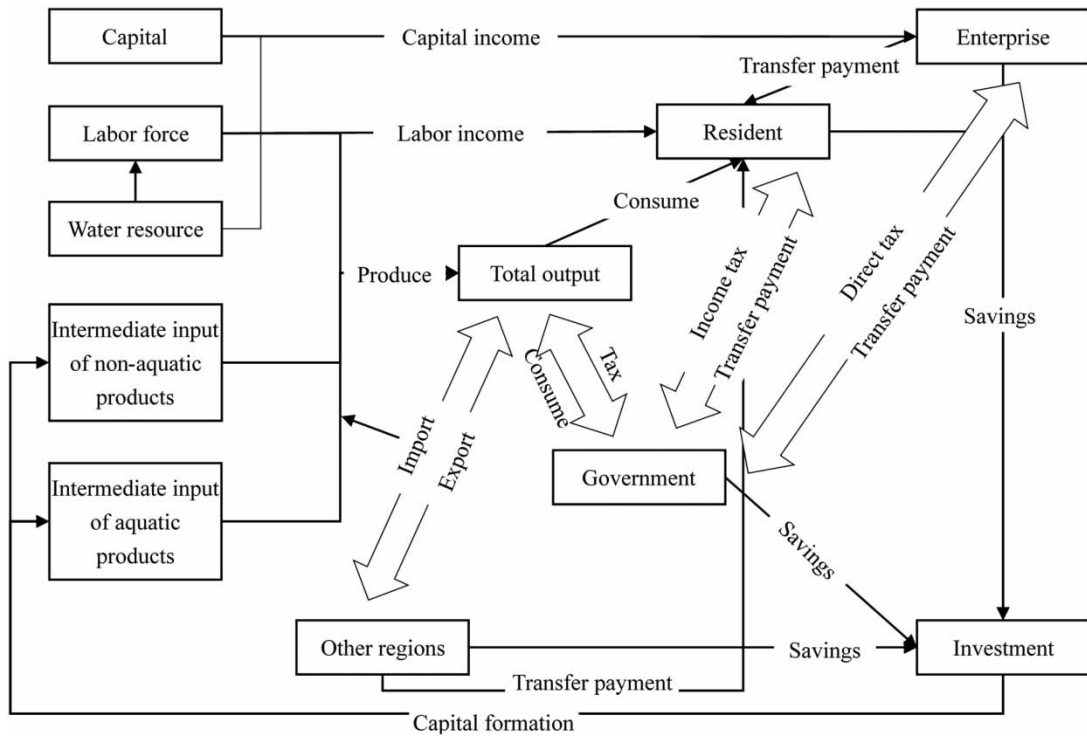 Capital
Capital income
Enterprise
Transfer payment
Labor force
Labor income
Resident
Consume
Water resource
Produce
Total output
Income tax
Transfer payment
Direct tax
Transfer payment
Savings
Intermediate input
of non-aquatic
products
Consume
Tax
Import
Export
Government
Intermediate input
of aquatic
products
Savings
Other regions
Savings
Investment
Transfer payment
Capital formation